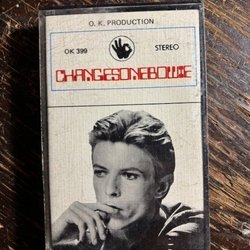 O. K. PRODUCTION
OK 399
STEREO
CHANGESONEBOWIE